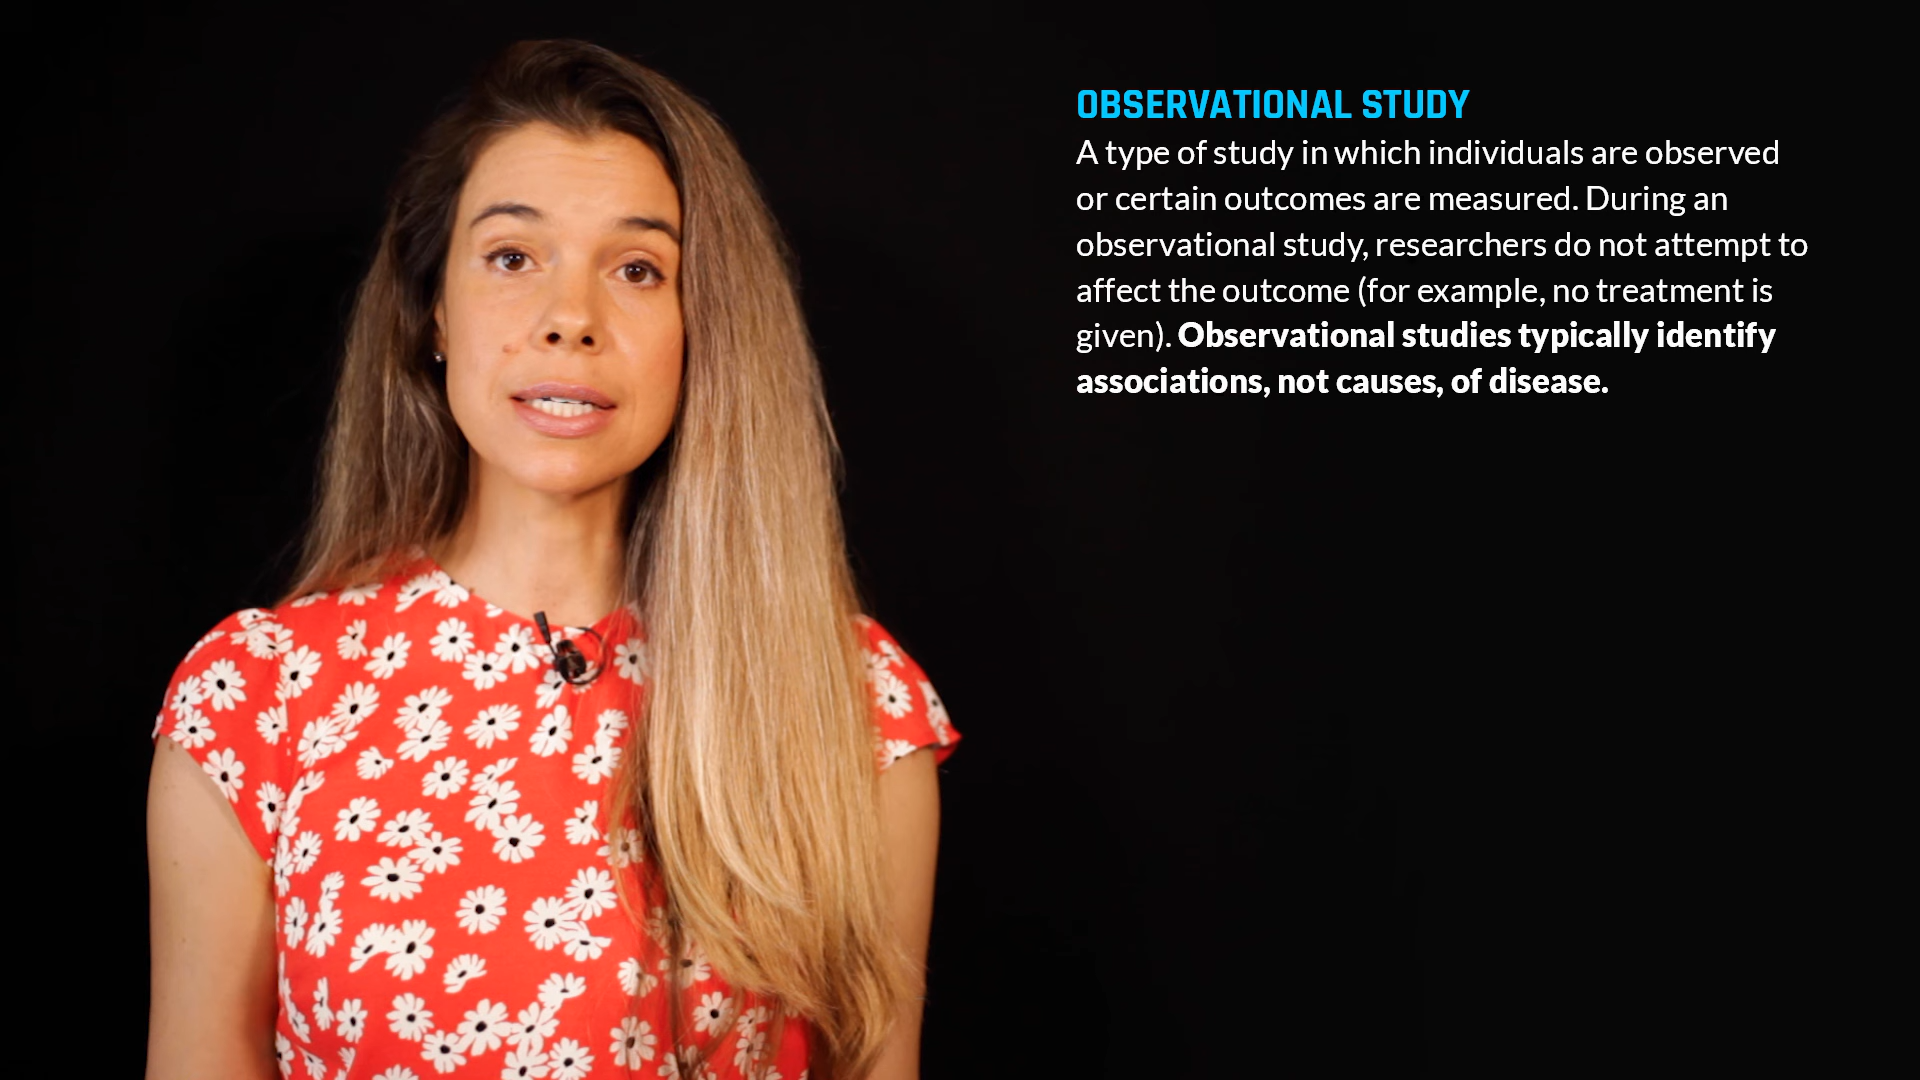 OBSERVATIONAL STUDY
A type of study in which individuals are observed
or certain outcomes are measured. During an
observational study, researchers do not attempt to
affect the outcome (for example, no treatment is
given). Observational studies typically identify
associations, not causes, of disease.